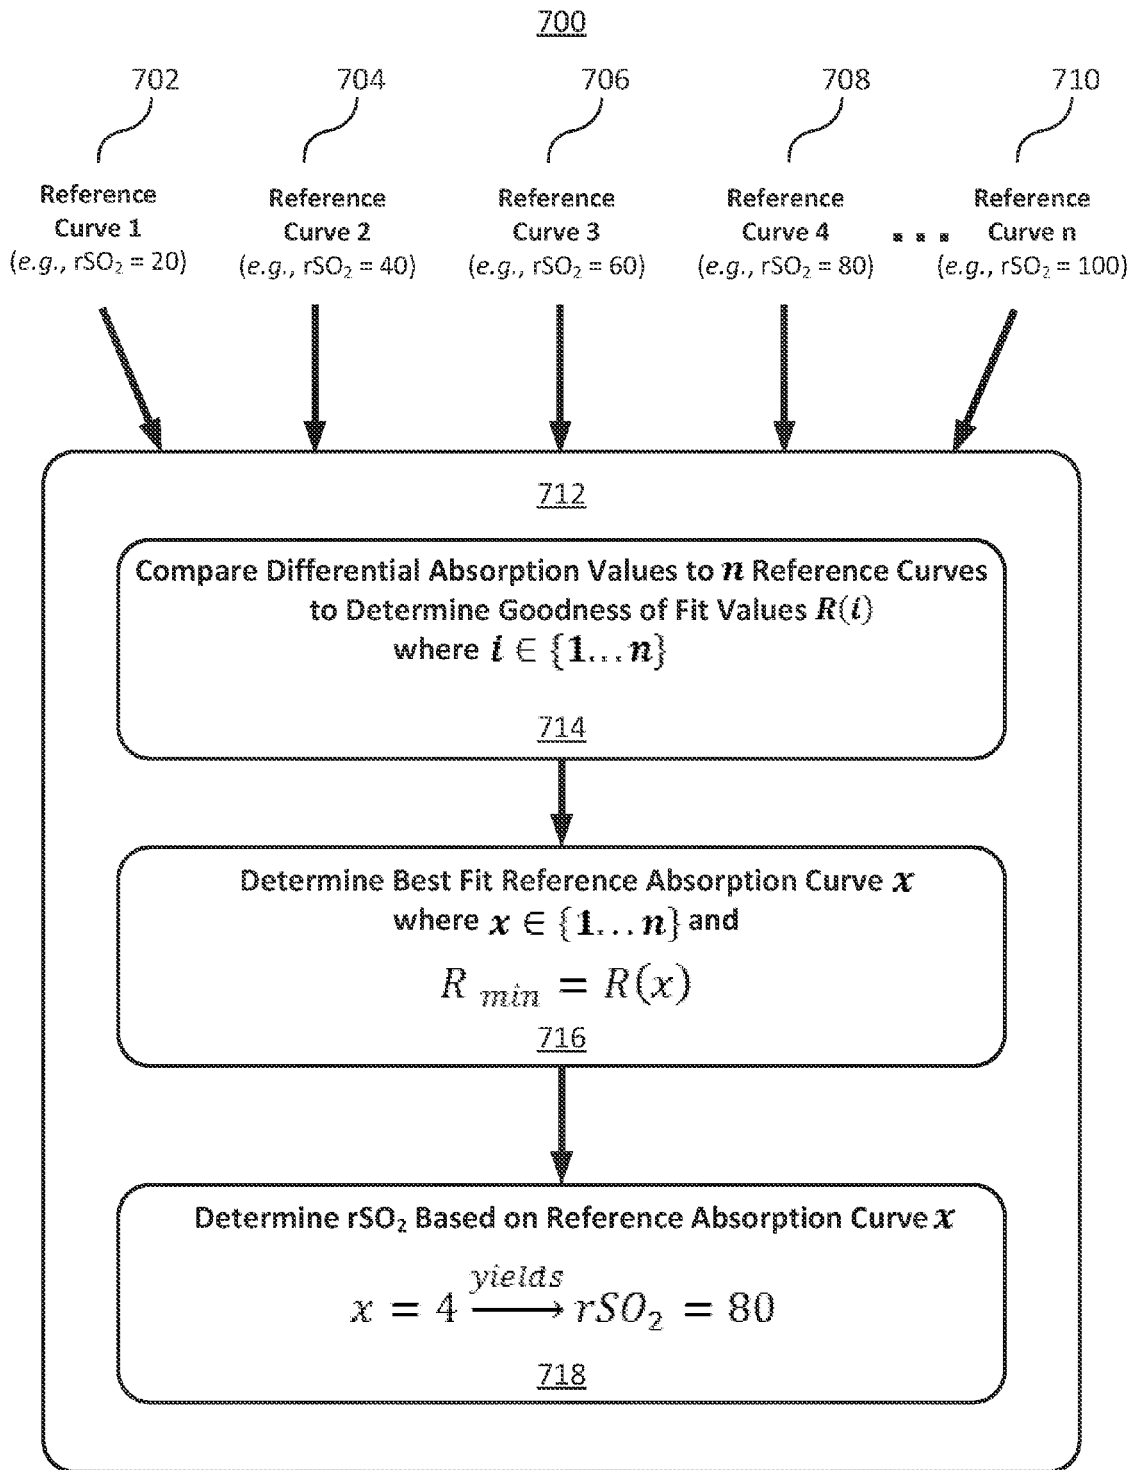 700
702 704 706 708 710
Reference Reference Reference Reference Reference
Curve 1 Curve 2 Curve 3 Curve 4 ... Curve n
(e.g., rSO₂ = 20) (e.g., rSO₂ = 40) (e.g., rSO₂ = 60) (e.g., rSO₂ = 80) (e.g., rSO₂ = 100)
712
Compare Differential Absorption Values to n Reference Curves
to Determine Goodness of Fit Values R(i)
where i ∈ {1...n}
714
Determine Best Fit Reference Absorption Curve x
where x ∈ {1...n} and
R min = R(x)
716
Determine rSO₂ Based on Reference Absorption Curve x
yields
x = 4 ⟶ rSO₂ = 80
718